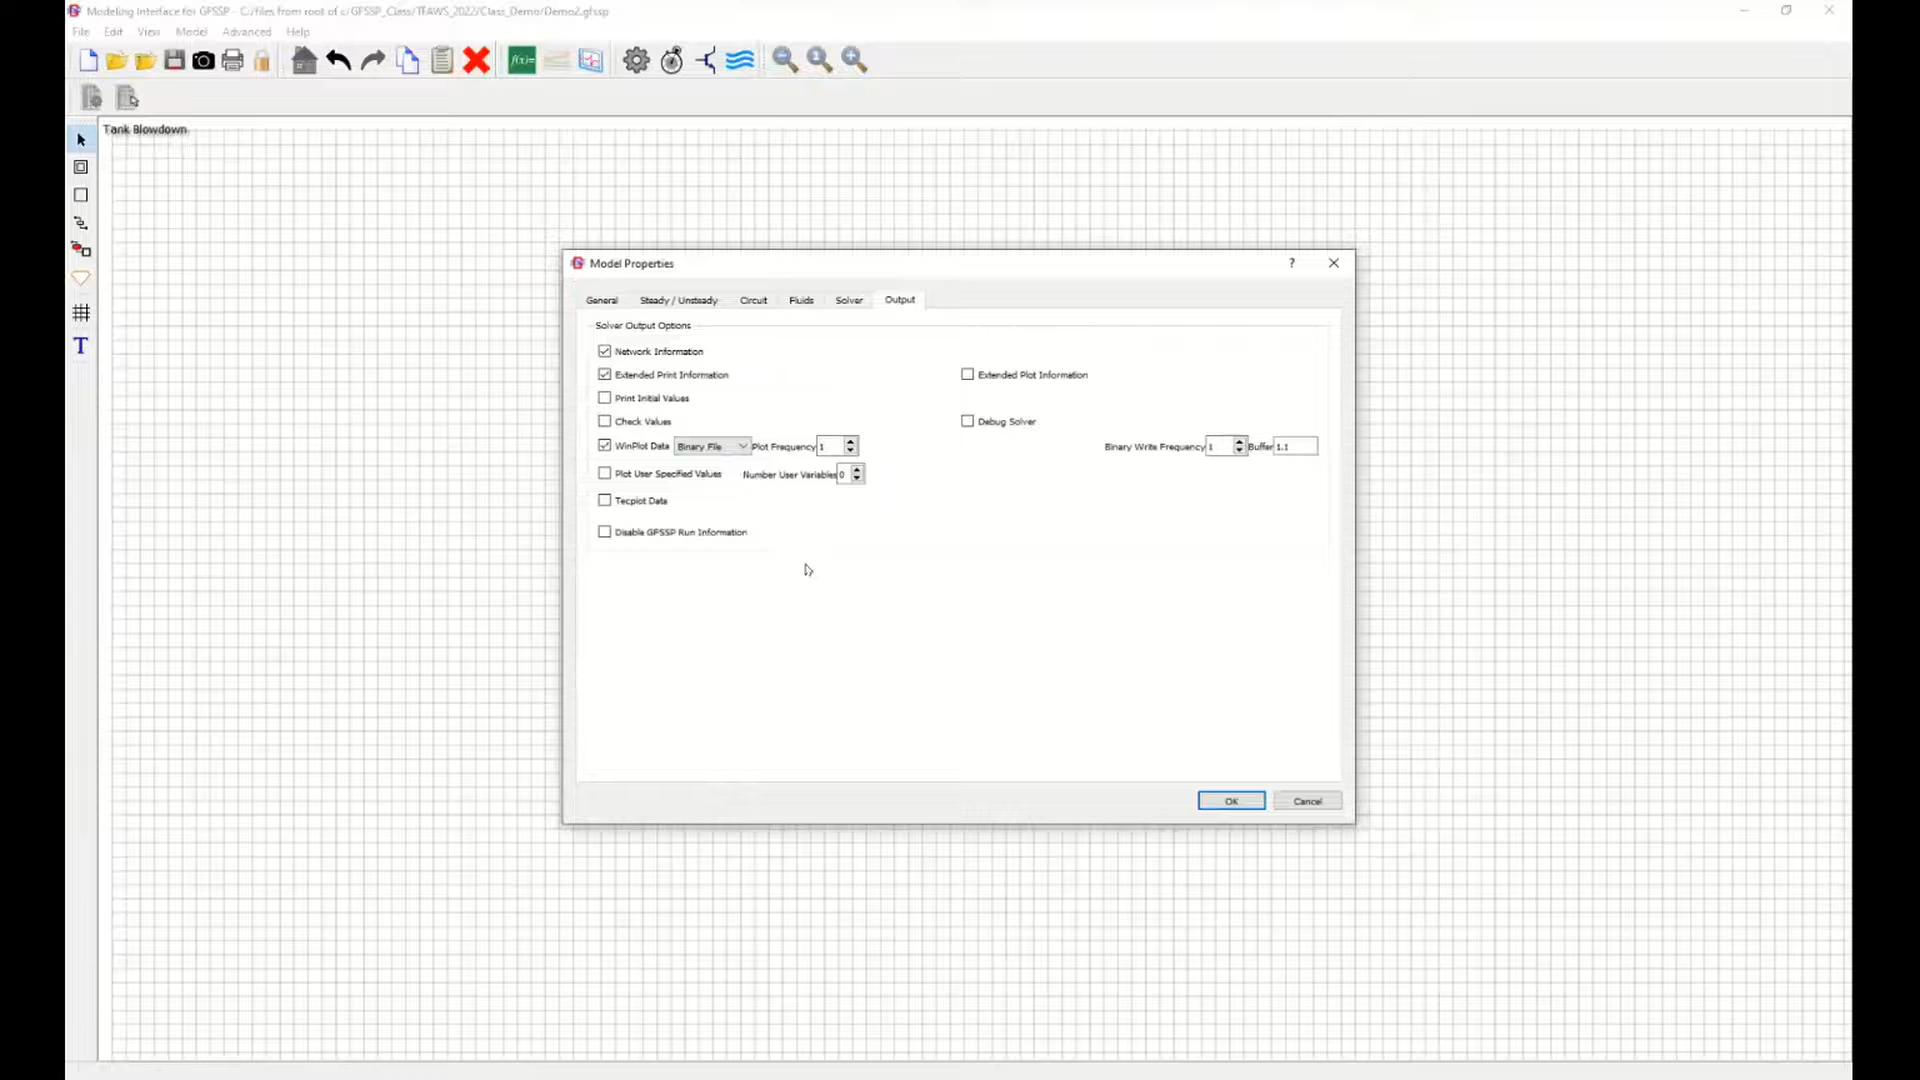 Modeling Interface for GFSSP - C:/files from root of c/GFSSP_Class/TFAWS_2022/Class_Demo/Demo2.gfssp
File Edit View Model Advanced Help
f(x)= 1
Tank Blowdown
T
Model Properties ?
General Steady / Unsteady Circuit Fluids Solver Output
Solver Output Options
Network Information
Extended Print Information Extended Plot Information
Print Initial Values
Check Values Debug Solver
WinPlot Data Binary File Plot Frequency 1 Binary Write Frequency 1 Buffer 1.1
Plot User Specified Values Number User Variables 0
Tecplot Data
Disable GFSSP Run Information
OK Cancel